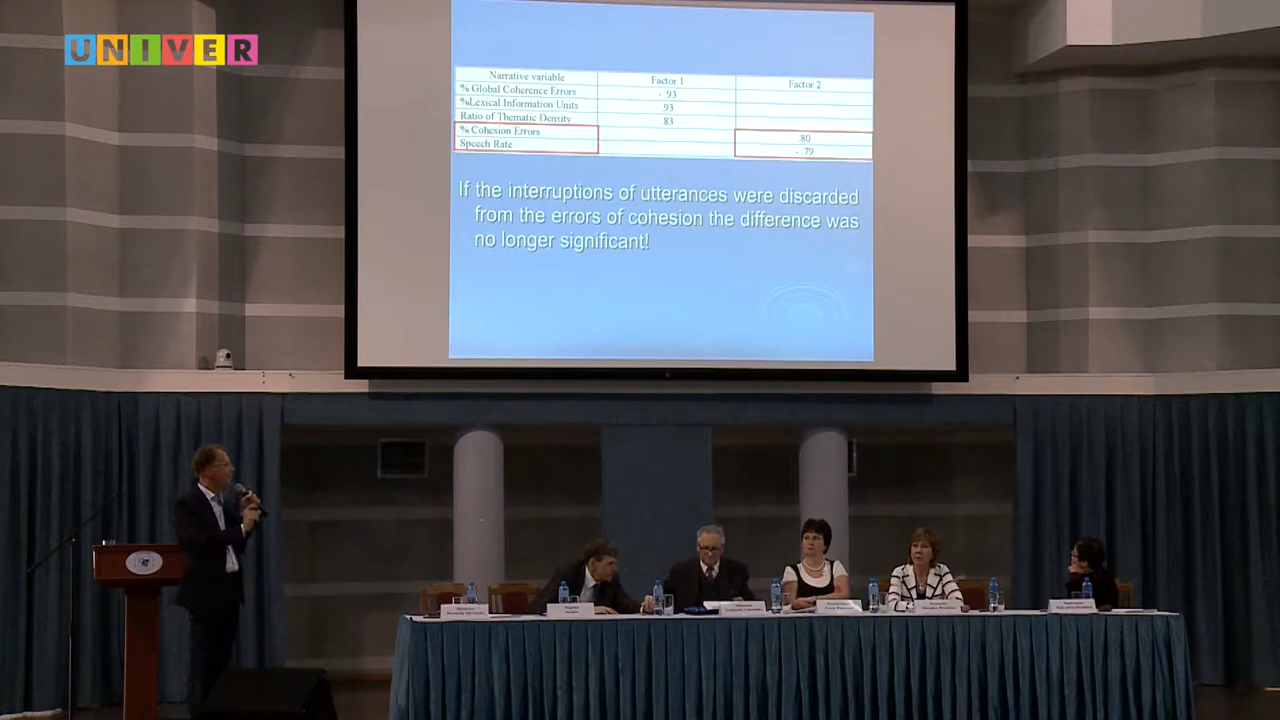 UNIVER
Narrative variable Factor 1 Factor 2
% Global Coherence Errors - .93
%Lexical Information Units .93
Ratio of Thematic Density 83
% Cohesion Errors 80
Speech Rate - .79
If the interruptions of utterances were discarded
from the errors of cohesion the difference was
no longer significant!